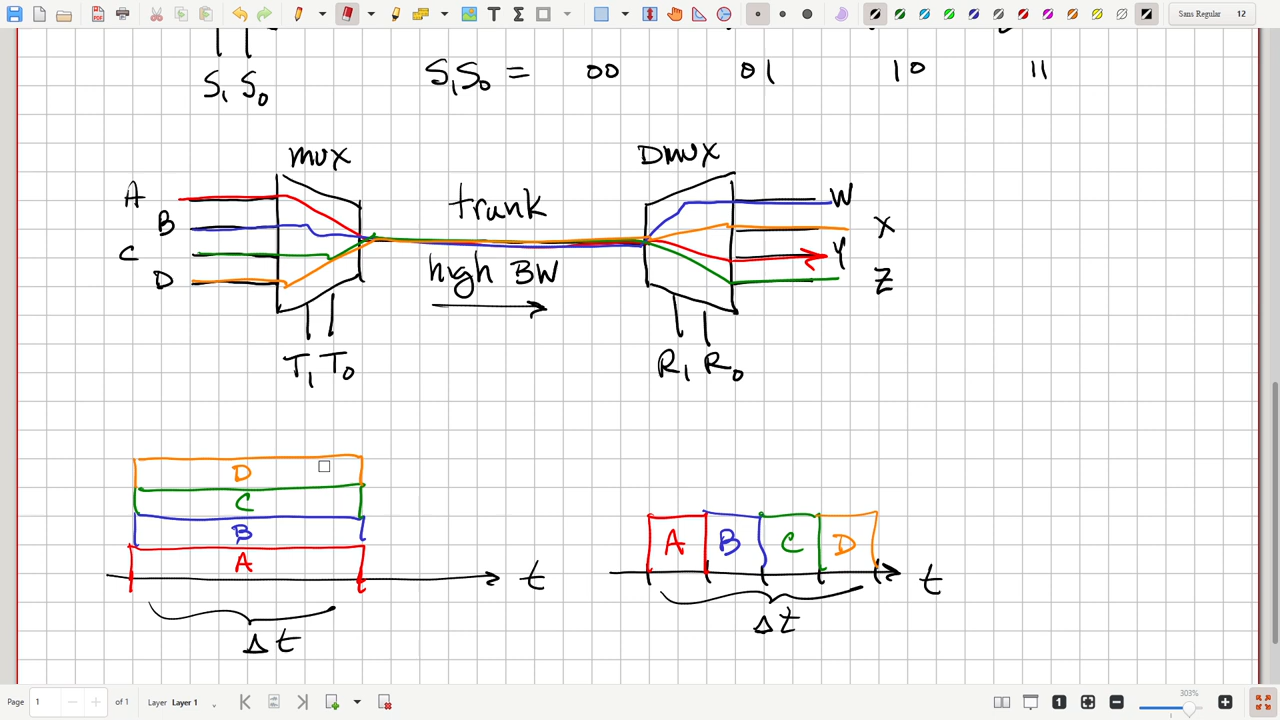 Sans Regular 12
S₁ S₀
S₁S₀ = 00 01 10 11
mux Dmux
A W
B trunk X
C Y
D high BW Z
T₁ T₀ R₁ R₀
D
C
B A B C D
A
t t
Δt Δt
Page 1 of 1 Layer Layer 1 303%